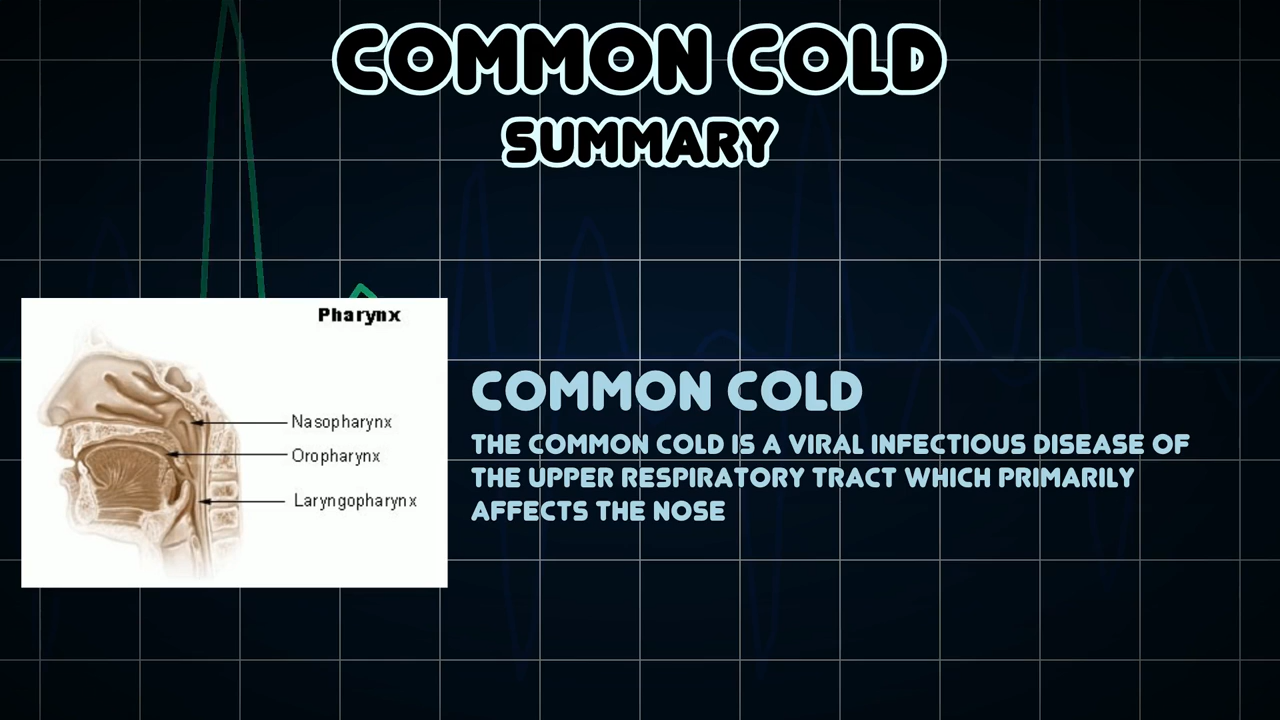 COMMON COLD
SUMMARY
Pharynx
Nasopharynx
Oropharynx
Laryngopharynx
COMMON COLD
THE COMMON COLD IS A VIRAL INFECTIOUS DISEASE OF
THE UPPER RESPIRATORY TRACT WHICH PRIMARILY
AFFECTS THE NOSE